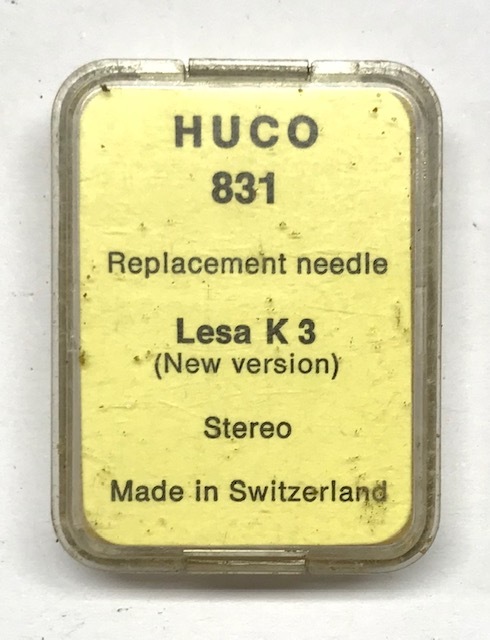 HUCO
831
Replacement needle
Lesa K 3
(New version)
Stereo
Made in Switzerland